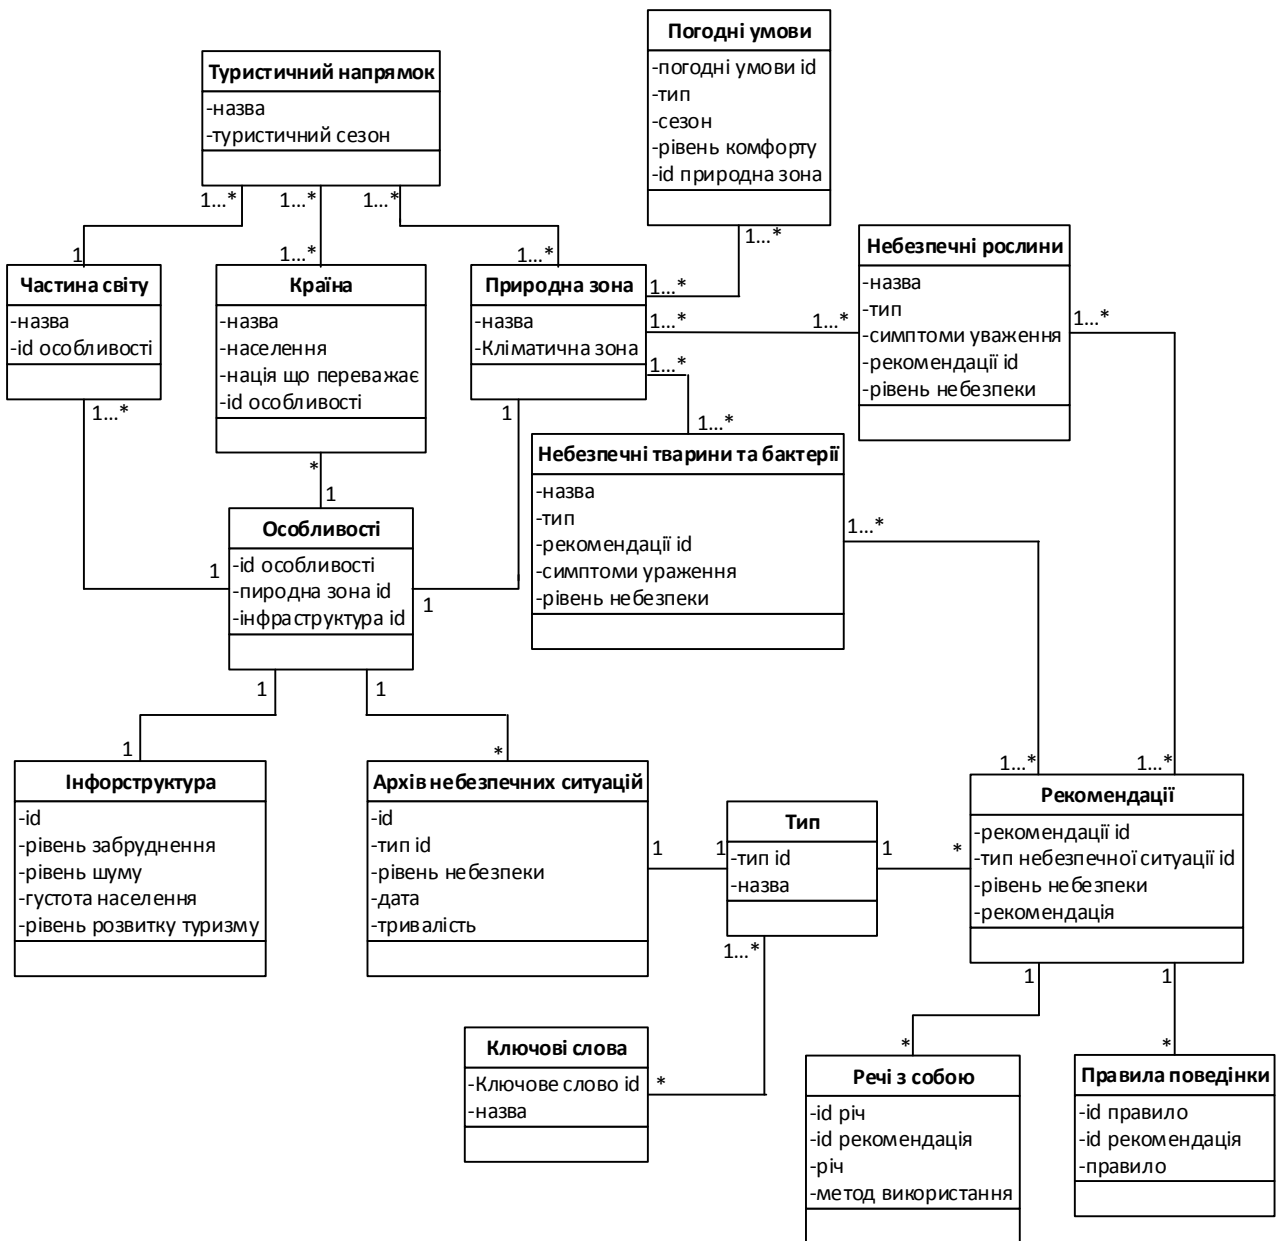 Погодні умови
-погодні умови id
-тип
-сезон
-рівень комфорту
-id природна зона
Туристичний напрямок
-назва
-туристичний сезон
1...*
1...*
1...*
1
1...*
1...*
1...*
1...*
Частина світу
-назва
-id особливості
Країна
-назва
-населення
-нація що переважає
-id особливості
Природна зона
-назва
-Кліматична зона
1...*
1...*
1...*
Небезпечні рослини
-назва
-тип
-симптоми уваження
-рекомендації id
-рівень небезпеки
1...*
1...*
1...*
*
1
1
Небезпечні тварини та бактерії
-назва
-тип
-рекомендації id
-симптоми ураження
-рівень небезпеки
1...*
Особливості
-id особливості
-пиродна зона id
-інфраструктура id
1
1
1
1
1
*
Інфорструктура
-id
-рівень забруднення
-рівень шуму
-густота населення
-рівень розвитку туризму
Архів небезпечних ситуацій
-id
-тип id
-рівень небезпеки
-дата
-тривалість
1
1
Тип
-тип id
-назва
1
*
1...*
1...*
1...*
Рекомендації
-рекомендації id
-тип небезпечної ситуації id
-рівень небезпеки
-рекомендація
1
1
*
*
Ключові слова
-Ключове слово id
-назва
*
Речі з собою
-id річ
-id рекомендація
-річ
-метод використання
Правила поведінки
-id правило
-id рекомендація
-правило